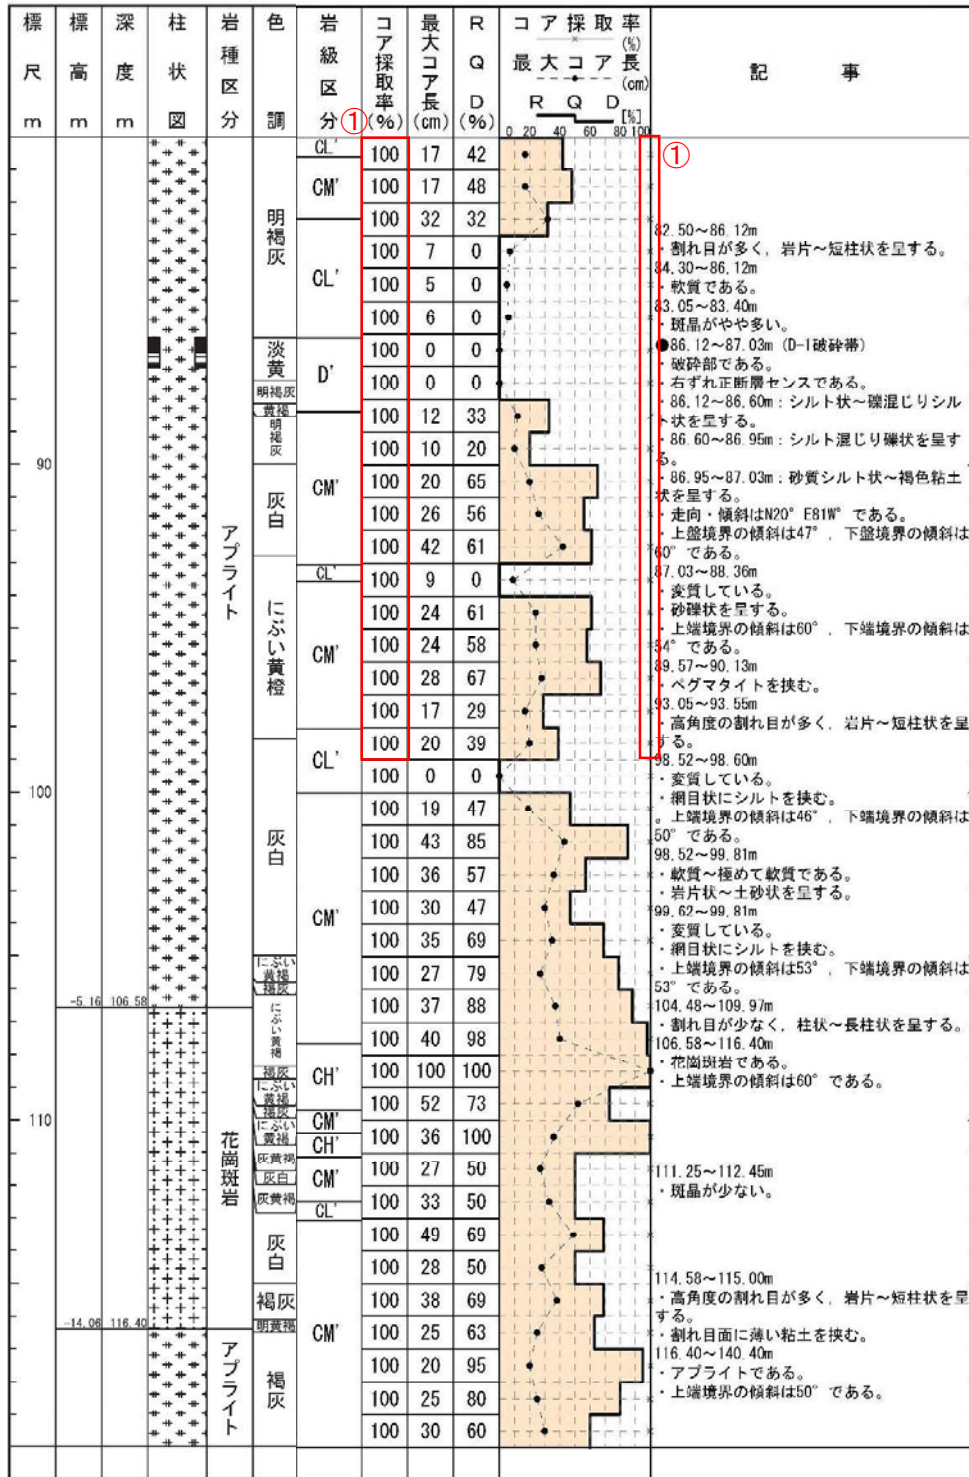 標尺m
標高m
深度m
柱状図
岩種区分
色調
岩級区分
コア採取率(%)
最大コア長(cm)
RQD(%)
コア採取率(%)
最大コア長(cm)
RQD[%]
0 20 40 60 80 100
記事
①
①
90
100
110
-5.16 106.58
-14.06 116.40
アプライト
花崗斑岩
アプライト
明褐灰
淡黄
明褐灰
黄褐
明褐灰
灰白
にぶい黄橙
灰白
にぶい黄褐
褐灰
にぶい黄褐
褐灰
にぶい黄褐
褐灰
にぶい黄褐
灰黄褐
灰白
灰黄褐
灰白
褐灰
明黄褐
褐灰
CL'
CM'
CL'
D'
CM'
CL'
CM'
CL'
CM'
CH'
CM'
CH'
CM'
CL'
CM'
100 17 42
100 17 48
100 32 32
100 7 0
100 5 0
100 6 0
100 0 0
100 0 0
100 12 33
100 10 20
100 20 65
100 26 56
100 42 61
100 9 0
100 24 61
100 24 58
100 28 67
100 17 29
100 20 39
100 0 0
100 19 47
100 43 85
100 36 57
100 30 47
100 35 69
100 27 79
100 37 88
100 40 98
100 100 100
100 52 73
100 36 100
100 27 50
100 33 50
100 49 69
100 28 50
100 38 69
100 25 63
100 20 95
100 25 80
100 30 60
82.50～86.12m
・割れ目が多く，岩片～短柱状を呈する。
84.30～86.12m
・軟質である。
83.05～83.40m
・斑晶がやや多い。
●86.12～87.03m (D-1破砕帯)
・破砕部である。
・右ずれ正断層センスである。
・86.12～86.60m：シルト状～礫混じりシル
ト状を呈する。
・86.60～86.95m：シルト混じり礫状を呈す
る。
・86.95～87.03m：砂質シルト状～褐色粘土
状を呈する。
・走向・傾斜はN20°E81W°である。
・上盤境界の傾斜は47°，下盤境界の傾斜は
60°である。
87.03～88.36m
・変質している。
・砂礫状を呈する。
・上端境界の傾斜は60°，下端境界の傾斜は
54°である。
89.57～90.13m
・ペグマタイトを挟む。
93.05～93.55m
・高角度の割れ目が多く，岩片～短柱状を呈
する。
98.52～98.60m
・変質している。
・網目状にシルトを挟む。
・上端境界の傾斜は46°，下端境界の傾斜は
50°である。
98.52～99.81m
・軟質～極めて軟質である。
・岩片状～土砂状を呈する。
99.62～99.81m
・変質している。
・網目状にシルトを挟む。
・上端境界の傾斜は53°，下端境界の傾斜は
53°である。
104.48～109.97m
・割れ目が少なく，柱状～長柱状を呈する。
106.58～116.40m
・花崗斑岩である。
・上端境界の傾斜は60°である。
111.25～112.45m
・斑晶が少ない。
114.58～115.00m
・高角度の割れ目が多く，岩片～短柱状を呈
する。
・割れ目面に薄い粘土を挟む。
116.40～140.40m
・アプライトである。
・上端境界の傾斜は50°である。